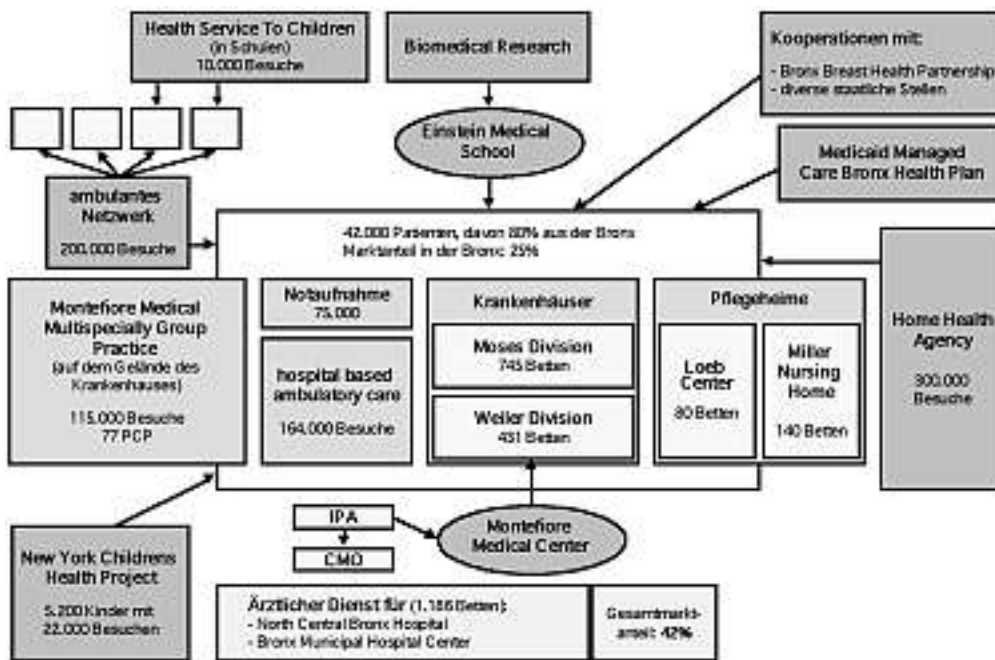 Health Service To Children
(in Schulen)
10.000 Besuche
Biomedical Research
Kooperationen mit:
- Bronx Breast Health Partnership
- diverse staatliche Stellen
Einstein Medical
School
Medicaid Managed
Care Bronx Health Plan
ambulantes
Netzwerk
200.000 Besuche
42.000 Patienten, davon 80% aus der Bronx
Marktanteil in der Bronx: 25%
Montefiore Medical
Multispecially Group
Practice
(auf dem Gelände des
Krankenhauses)
115.000 Besuche
77 PCP
Notaufnahme
75.000
hospital based
ambulatory care
164.000 Besuche
Krankenhäuser
Moses Division
745 Betten
Weiler Division
431 Betten
Pflegeheime
Loeb
Center
80 Betten
Miller
Nursing
Home
140 Betten
Home Health
Agency
300.000
Besuche
IPA
CMO
Montefiore
Medical Center
New York Childrens
Health Project
5.200 Kinder mit
22.000 Besuchen
Ärztlicher Dienst für (1.186 Betten):
- North Central Bronx Hospital
- Bronx Municipal Hospital Center
Gesamtmarkt-
anteil: 42%